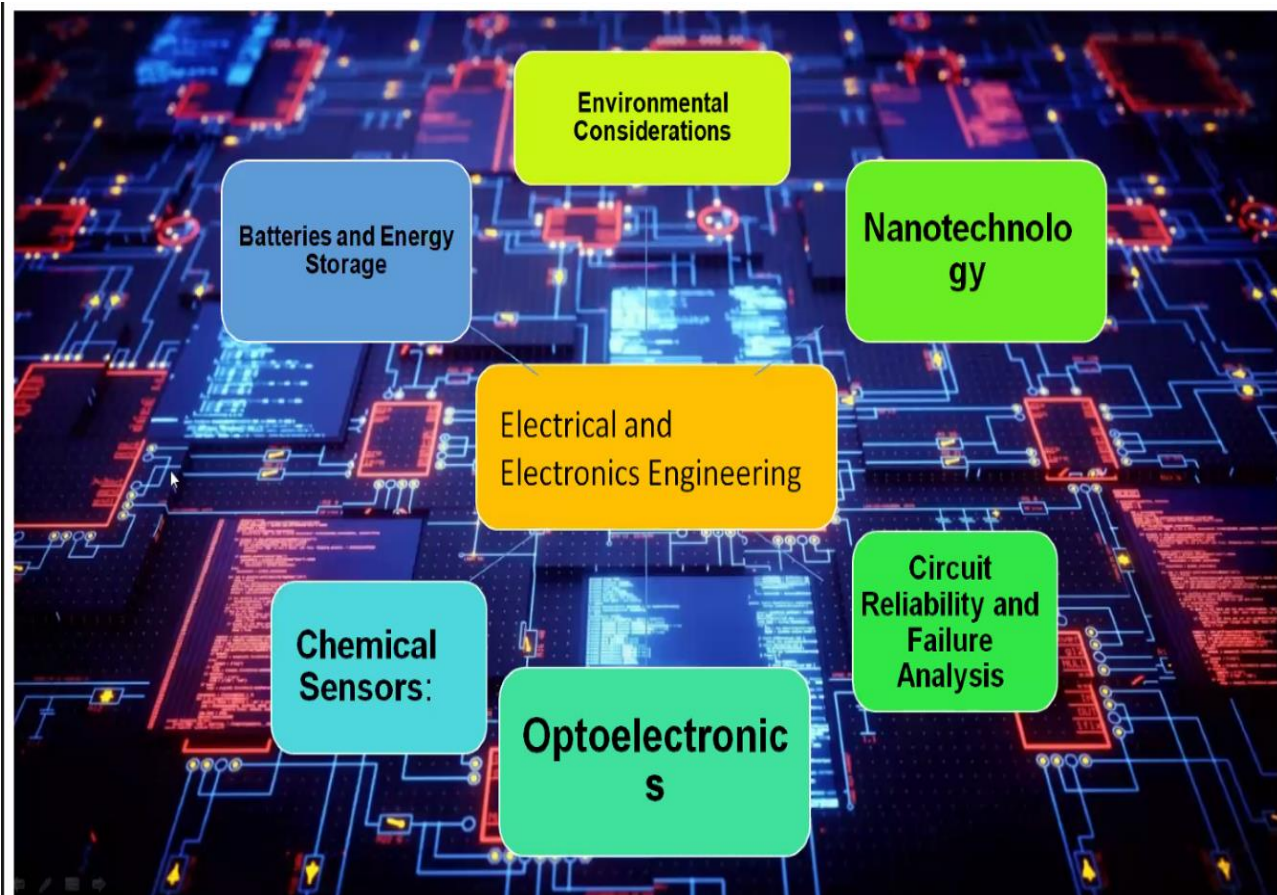 Environmental
Considerations
Batteries and Energy
Storage
Nanotechnolo
gy
Electrical and
Electronics Engineering
Circuit
Reliability and
Failure
Analysis
Chemical
Sensors:
Optoelectronic
s